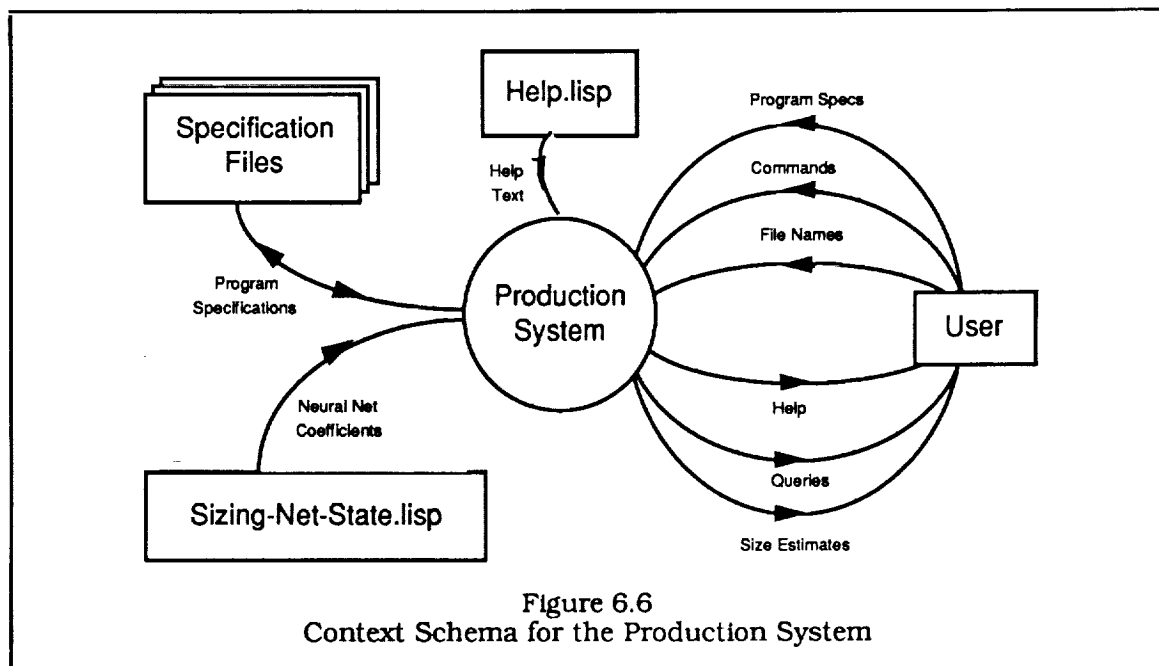 Specification
Files
Help.lisp
Program Specs
Commands
File Names
Help
Text
Program
Specifications
Production
System
User
Neural Net
Coefficients
Help
Queries
Size Estimates
Sizing-Net-State.lisp
Figure 6.6
Context Schema for the Production System